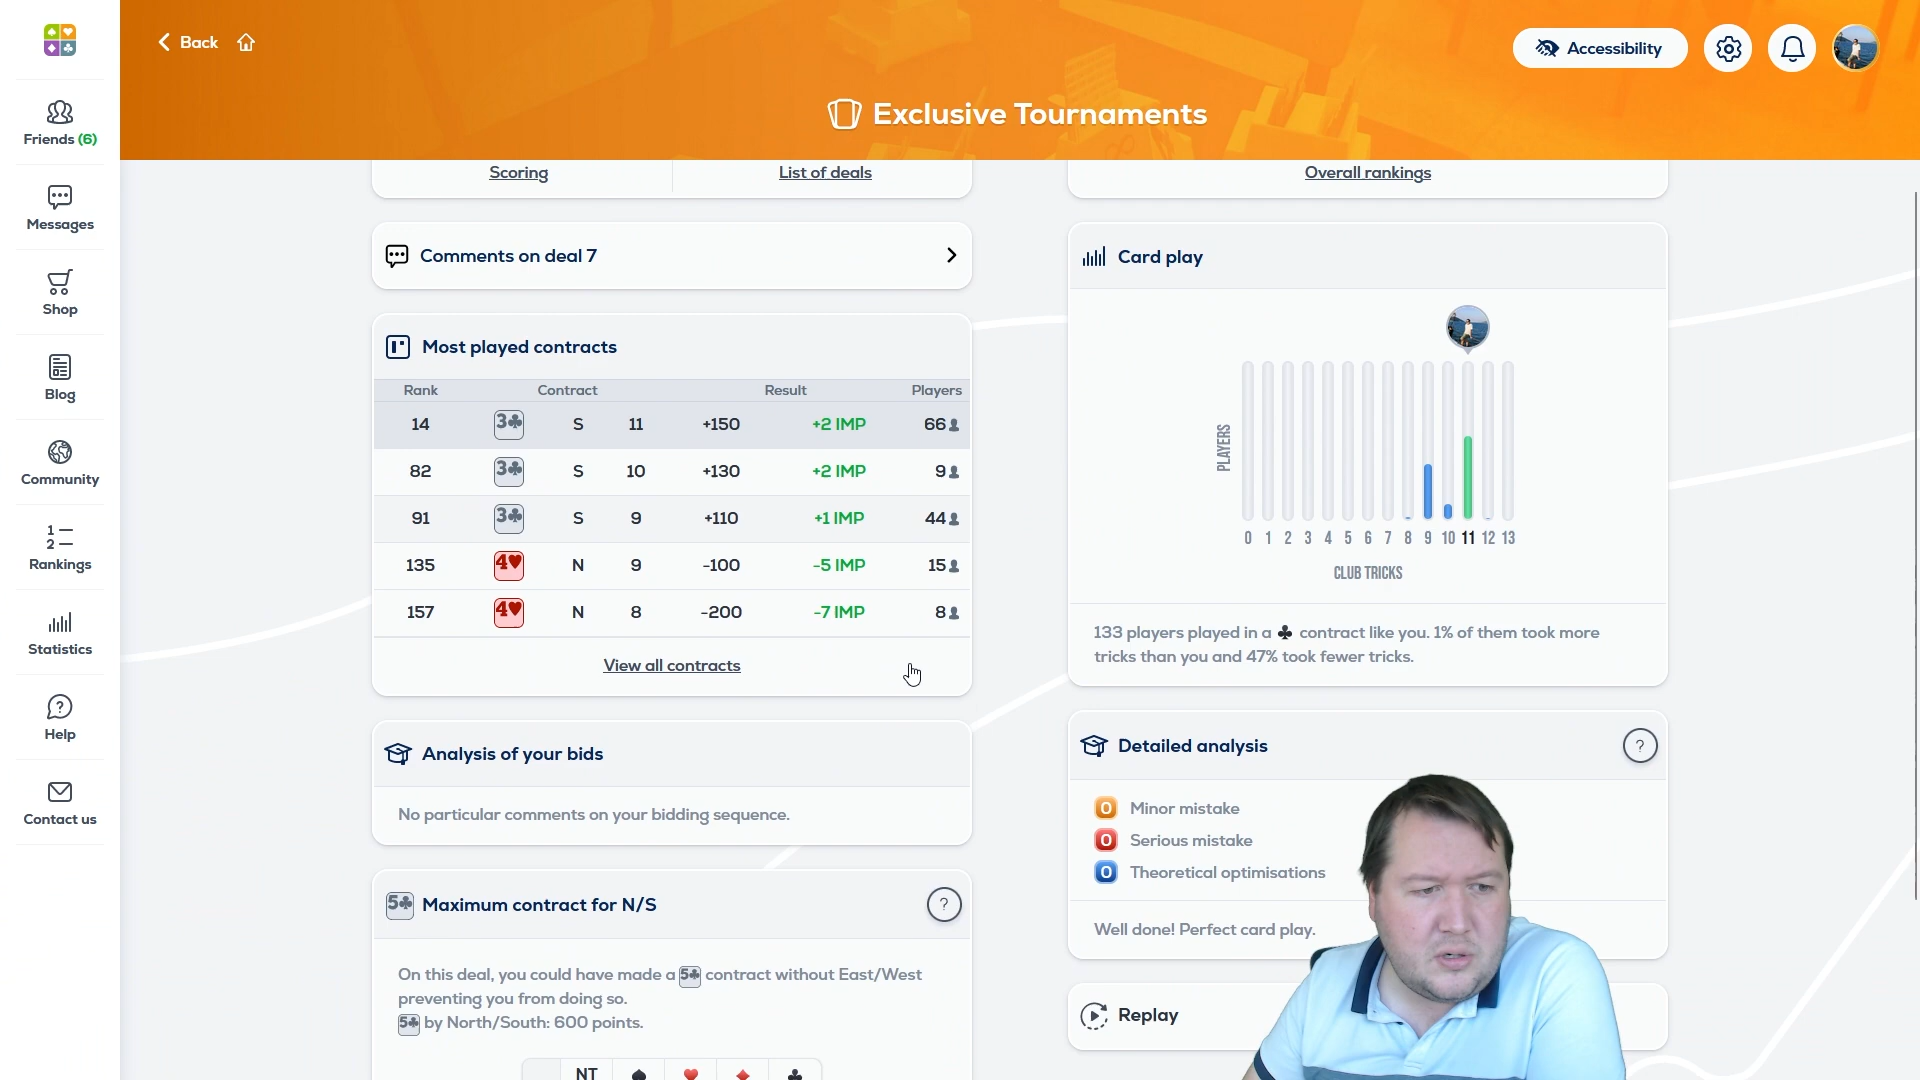 Back
Accessibility
Exclusive Tournaments
Friends (6)
Messages
Shop
Blog
Community
1
2
Rankings
Statistics
Help
Contact us
Scoring
List of deals
Overall rankings
Comments on deal 7
Most played contracts
Rank Contract Result Players
14 3♣ S 11 +150 +2 IMP 66
82 3♣ S 10 +130 +2 IMP 9
91 3♣ S 9 +110 +1 IMP 44
135 4♥ N 9 -100 -5 IMP 15
157 4♥ N 8 -200 -7 IMP 8
View all contracts
Analysis of your bids
No particular comments on your bidding sequence.
5♣ Maximum contract for N/S ?
On this deal, you could have made a 5♣ contract without East/West
preventing you from doing so.
5♣ by North/South: 600 points.
NT ♠ ♥ ♦ ♣
Card play
PLAYERS
0 1 2 3 4 5 6 7 8 9 10 11 12 13
CLUB TRICKS
133 players played in a ♣ contract like you. 1% of them took more
tricks than you and 47% took fewer tricks.
Detailed analysis ?
0 Minor mistake
0 Serious mistake
0 Theoretical optimisations
Well done! Perfect card play.
Replay